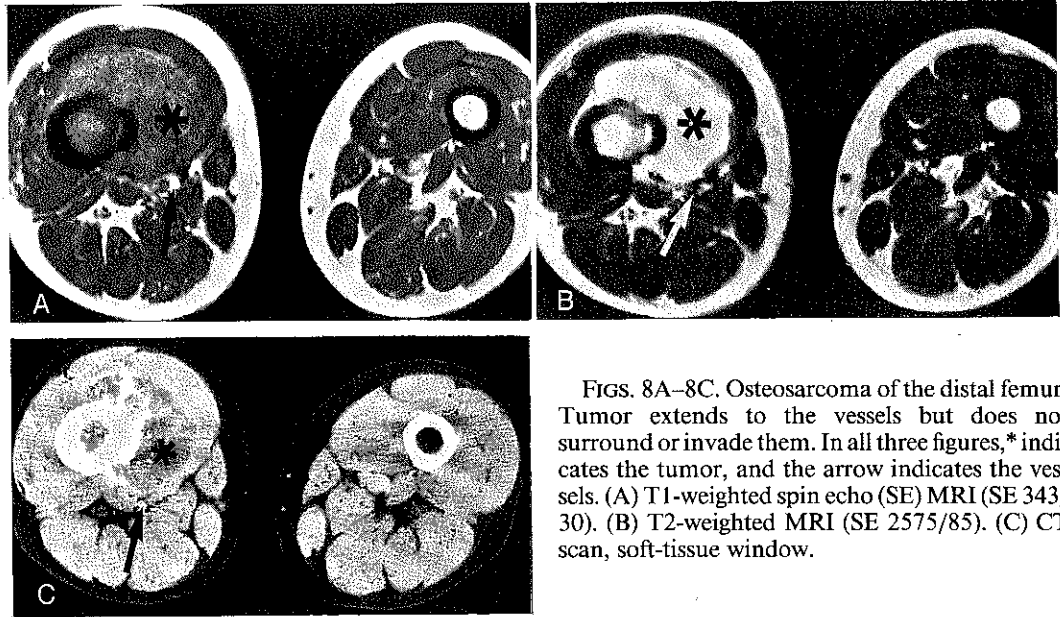 A
B
C
FIGS. 8A–8C. Osteosarcoma of the distal femur
Tumor extends to the vessels but does no
surround or invade them. In all three figures,* indi
cates the tumor, and the arrow indicates the ves
sels. (A) T1-weighted spin echo (SE) MRI (SE 343
30). (B) T2-weighted MRI (SE 2575/85). (C) CT
scan, soft-tissue window.